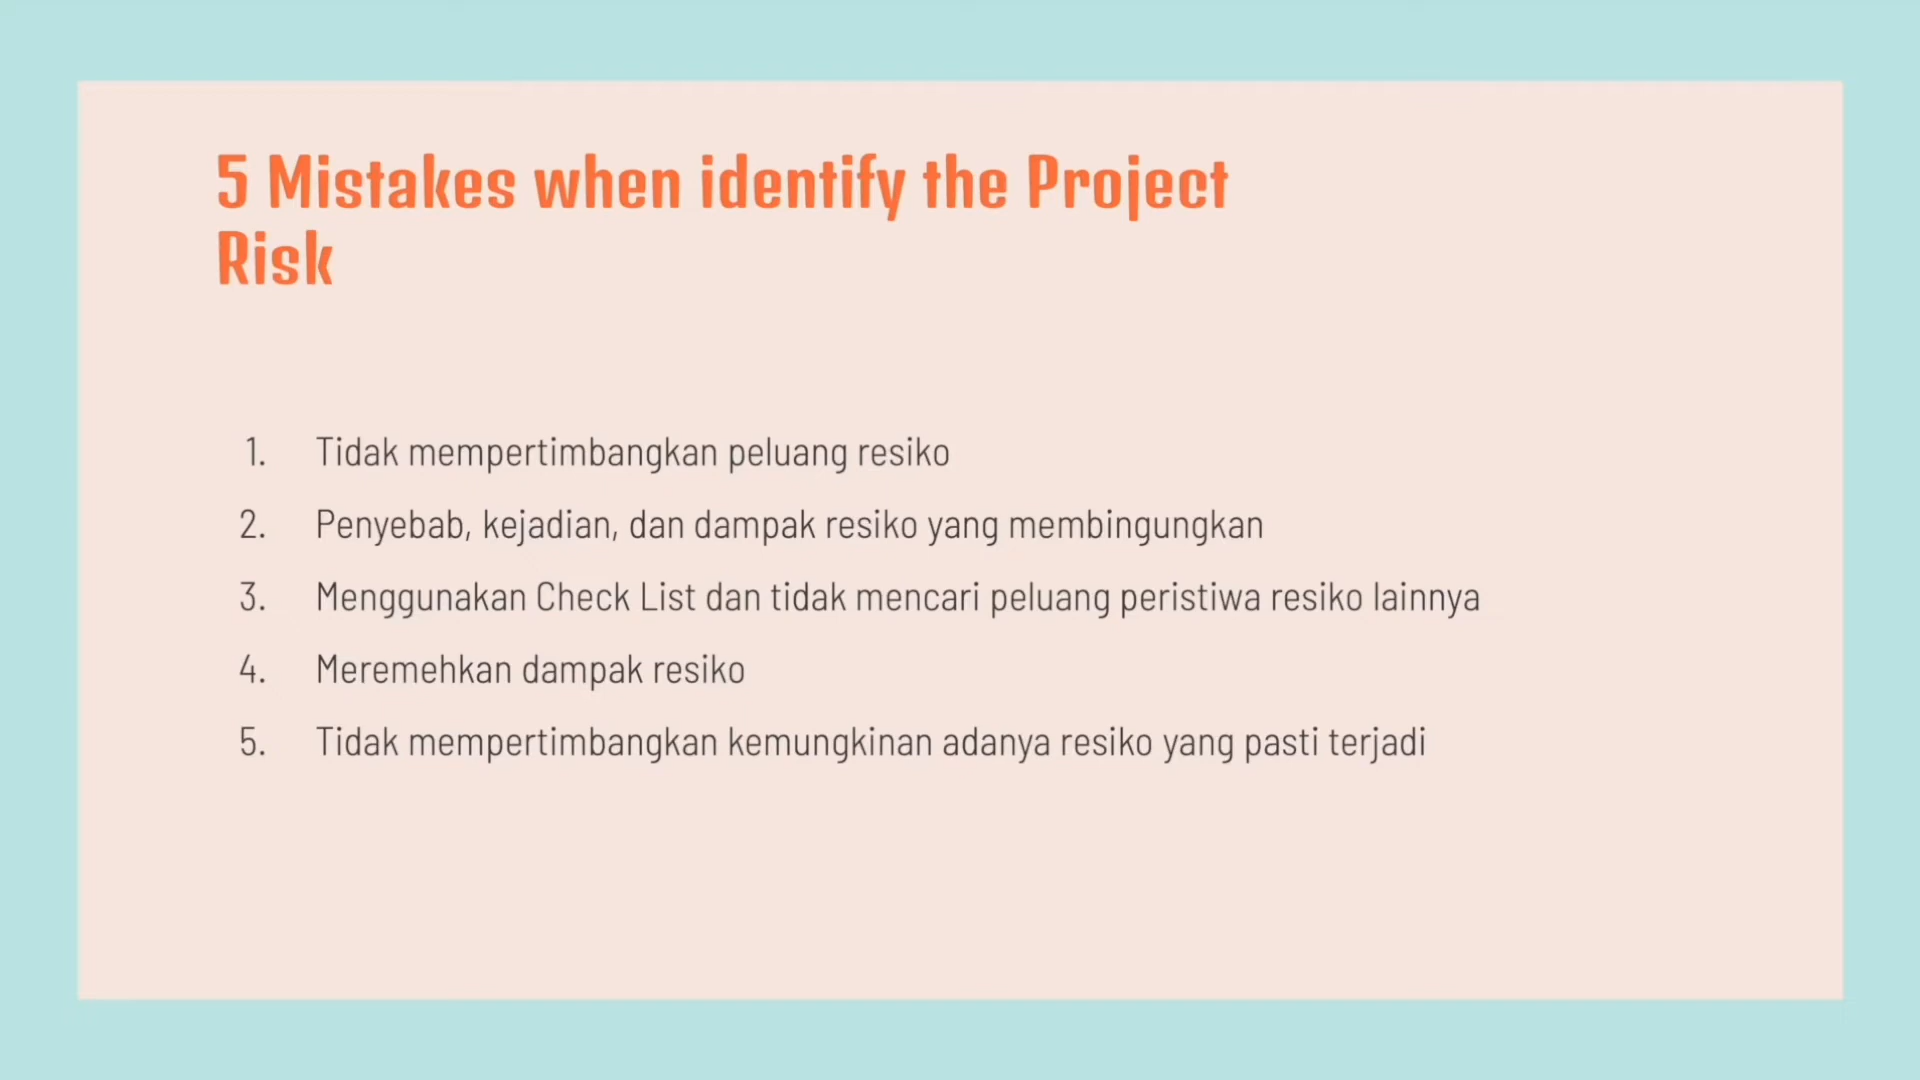 5 Mistakes when identify the Project
Risk
1. Tidak mempertimbangkan peluang resiko
2. Penyebab, kejadian, dan dampak resiko yang membingungkan
3. Menggunakan Check List dan tidak mencari peluang peristiwa resiko lainnya
4. Meremehkan dampak resiko
5. Tidak mempertimbangkan kemungkinan adanya resiko yang pasti terjadi